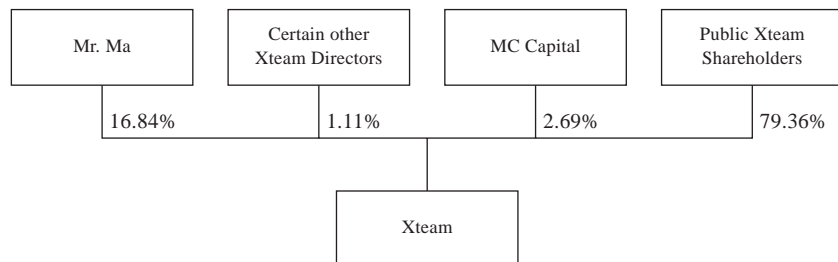 Mr. Ma
Certain other
Xteam Directors
MC Capital
Public Xteam
Shareholders
16.84%
1.11%
2.69%
79.36%
Xteam